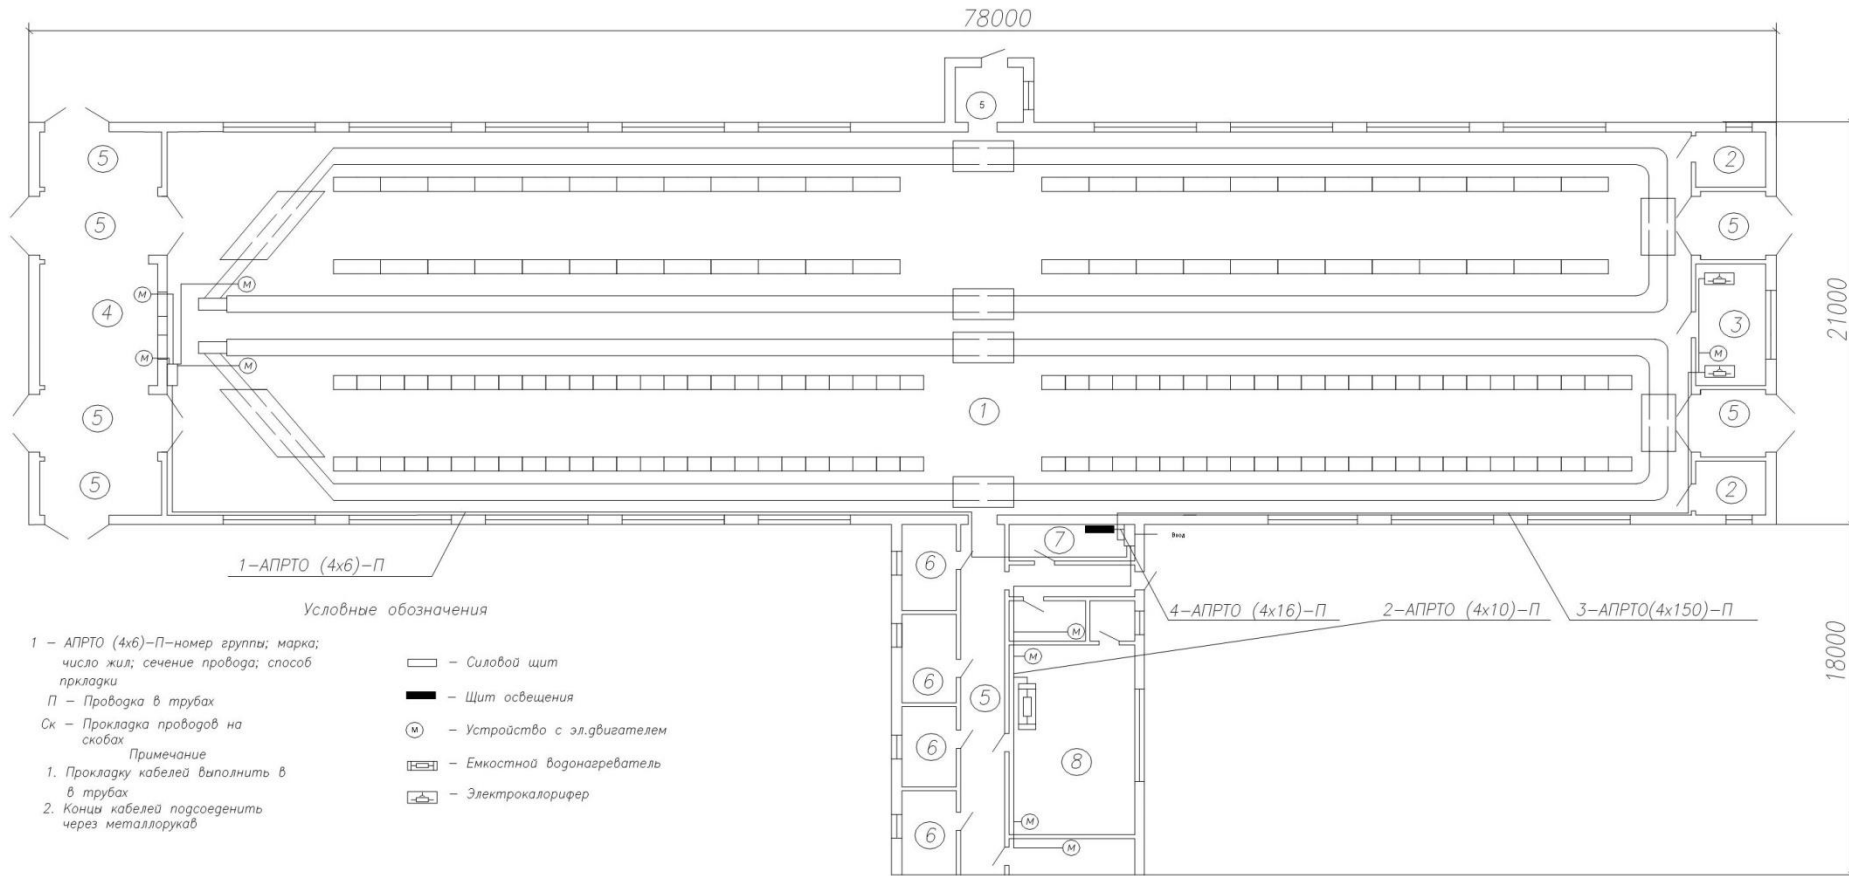 78000
5
5
2
5
5
21000
M
M
4
3
M
M
M
1
5
5
5
2
7
Ввод
6
1-АПРТО (4х6)-П
4-АПРТО (4х16)-П
2-АПРТО (4х10)-П
3-АПРТО(4х150)-П
18000
M
M
6
5
6
8
M
6
M
Условные обозначения
1 - АПРТО (4х6)-П-номер группы; марка;
число жил; сечение провода; способ
пркладки
П - Проводка в трубах
Ск - Прокладка проводов на
скобах
Примечание
1. Прокладку кабелей выполнить в
в трубах
2. Концы кабелей подсоеденить
через металлорукав
- Силовой щит
- Щит освещения
М - Устройство с эл.двигателем
- Емкостной водонагреватель
- Электрокалорифер